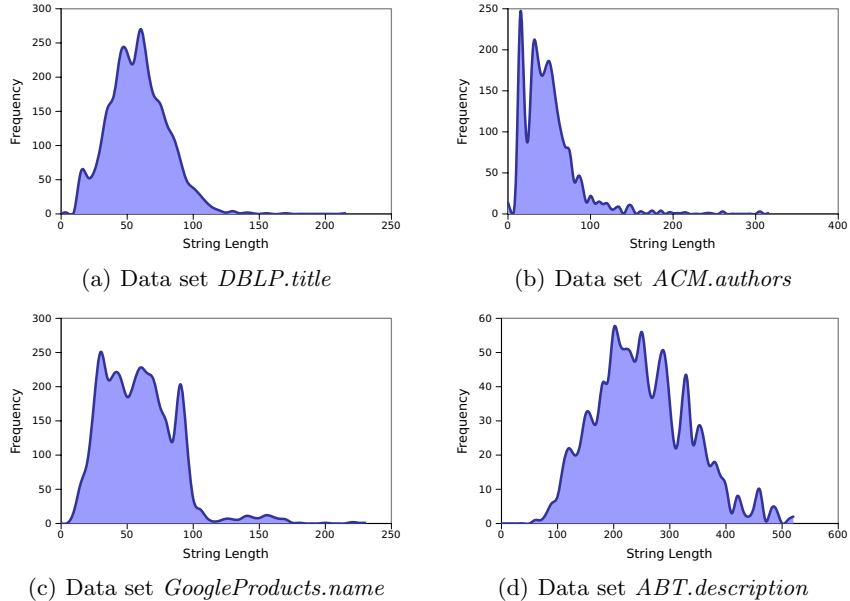 300
250
200
150
100
50
0
Frequency
0 50 100 150 200 250
String Length
(a) Data set DBLP.title
250
200
150
100
50
0
Frequency
0 100 200 300 400
String Length
(b) Data set ACM.authors
300
250
200
150
100
50
0
Frequency
0 50 100 150 200 250
String Length
(c) Data set GoogleProducts.name
60
50
40
30
20
10
0
Frequency
0 100 200 300 400 500 600
String Length
(d) Data set ABT.description